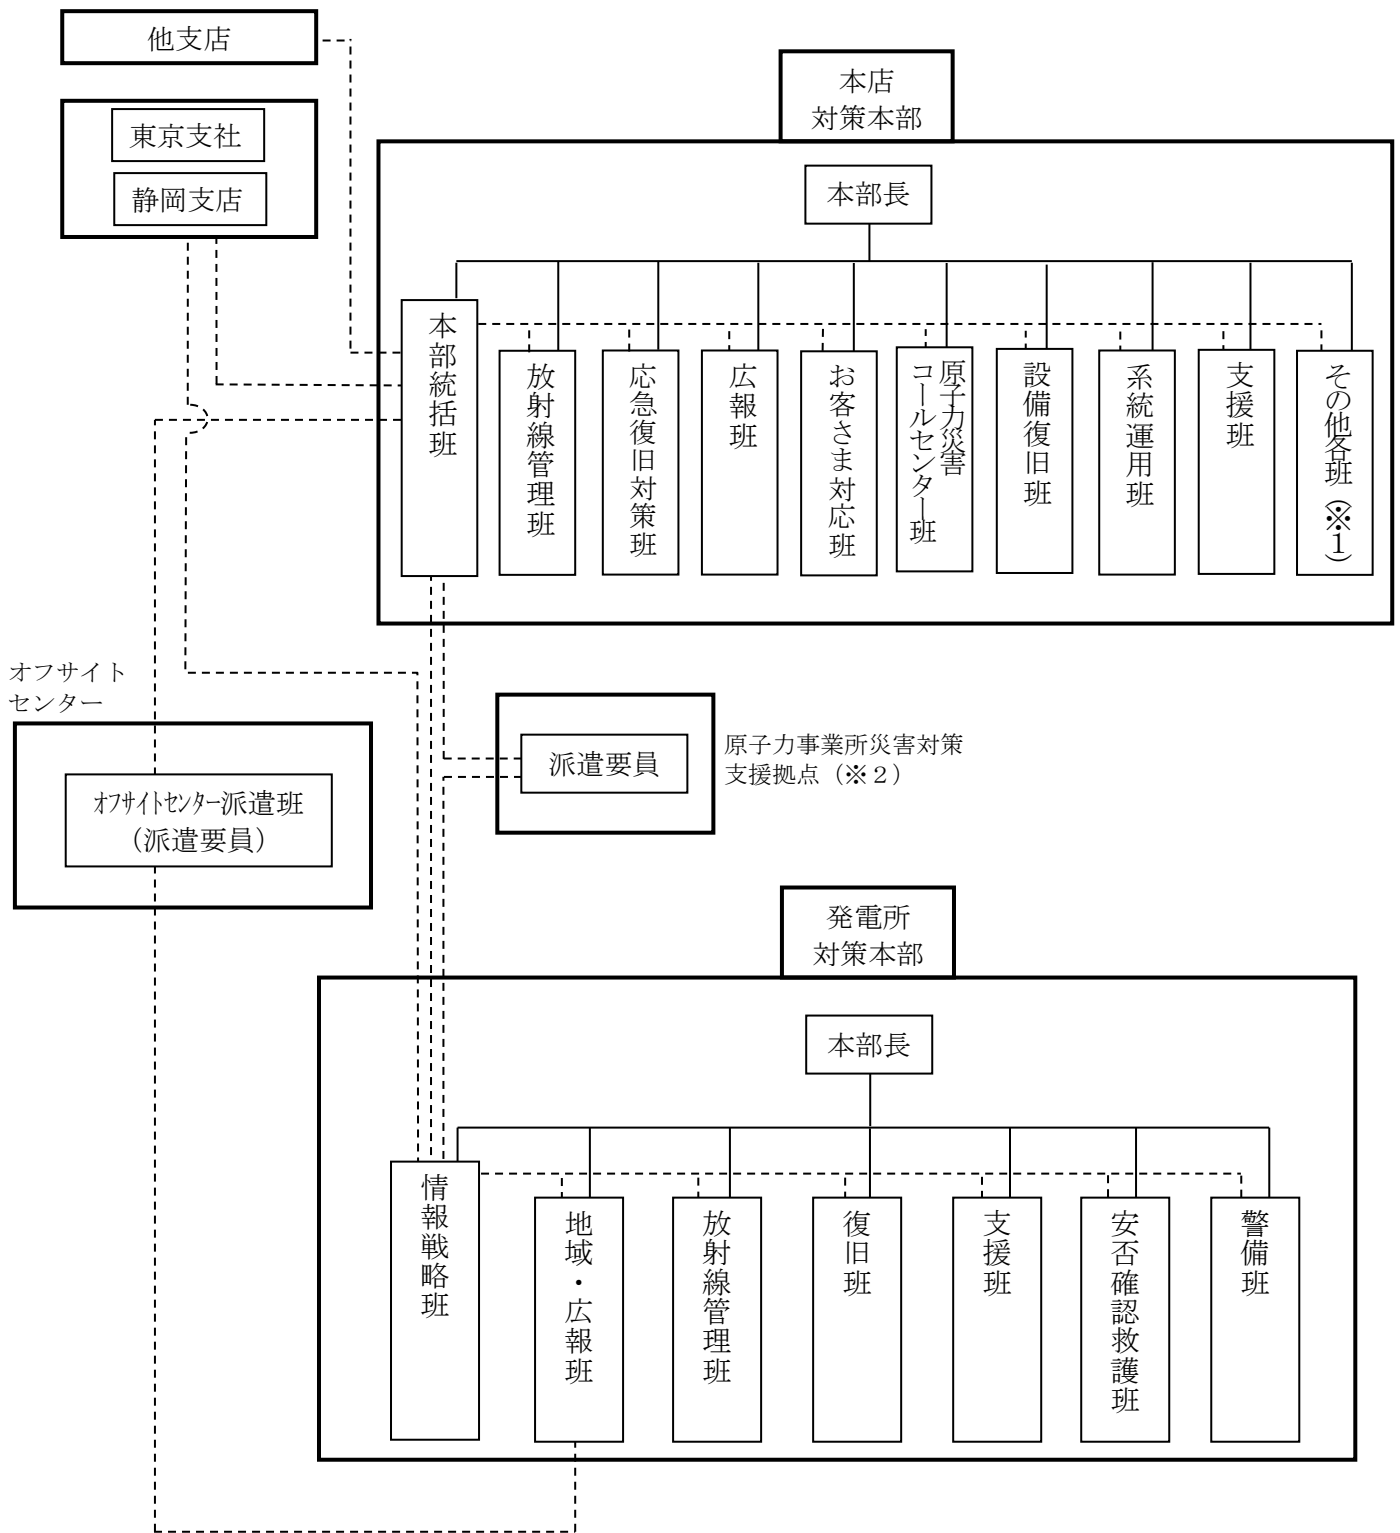 他支店
東京支社
静岡支店
本店
対策本部
本部長
本部統括班
放射線管理班
応急復旧対策班
広報班
お客さま対応班
原子力災害
コールセンター班
設備復旧班
系統運用班
支援班
その他各班(※1)
オフサイト
センター
オフサイトセンター派遣班
(派遣要員)
派遣要員
原子力事業所災害対策
支援拠点(※2)
発電所
対策本部
本部長
情報戦略班
地域・広報班
放射線管理班
復旧班
支援班
安否確認救護班
警備班